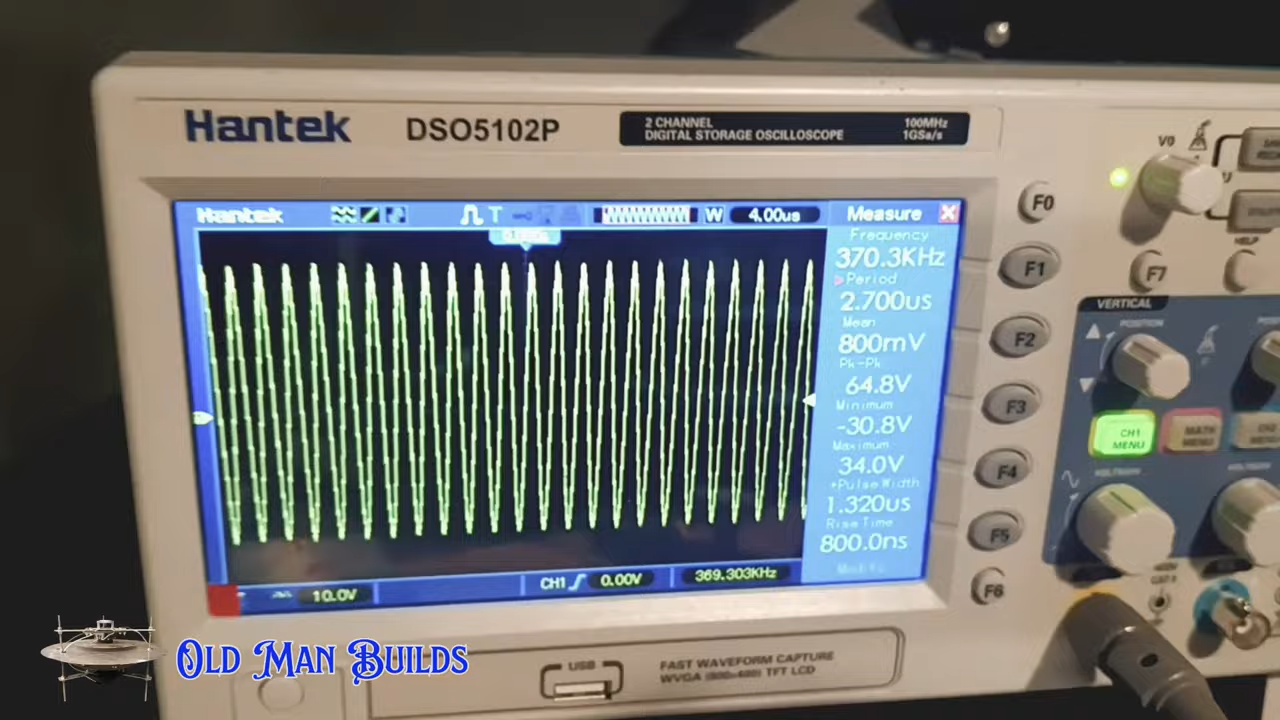 Hantek DSO5102P
2 CHANNEL
DIGITAL STORAGE OSCILLOSCOPE
100MHz
1GSa/s
V0
F0
Hantek T W 4.00us Measure
Frequency
370.3KHz
Period
2.700us
Mean
800mV
Pk-Pk
64.8V
Minimum
-30.8V
Maximum
34.0V
+Pulse Width
1.320us
Rise Time
800.0ns
10.0V CH1 0.00V 369.303KHz
F1
F2
F3
F4
F5
F6
HELP
F7
VERTICAL
POSITION
CH1
MENU
MATH
MENU
USB
FAST WAVEFORM CAPTURE
WVGA (800x480) TFT LCD
Old Man Builds